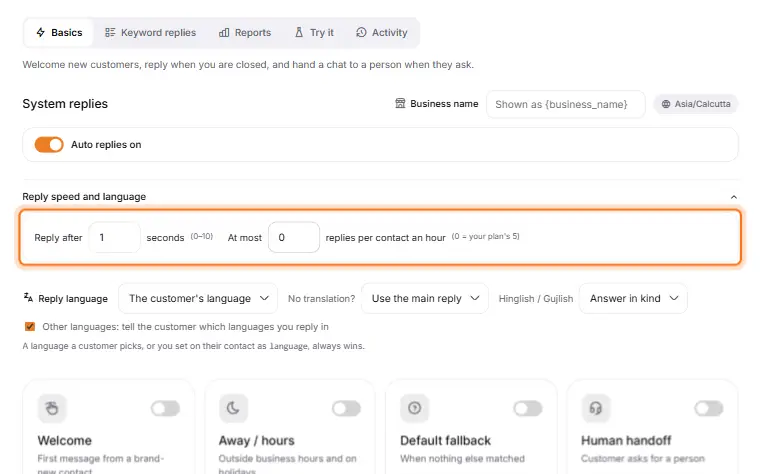 Basics Keyword replies Reports Try it Activity
Welcome new customers, reply when you are closed, and hand a chat to a person when they ask.
System replies Business name Shown as {business_name} Asia/Calcutta
Auto replies on
Reply speed and language
Reply after 1 seconds (0–10) At most 0 replies per contact an hour (0 = your plan's 5)
Reply language The customer's language No translation? Use the main reply Hinglish / Gujlish Answer in kind
Other languages: tell the customer which languages you reply in
A language a customer picks, or you set on their contact as language, always wins.
Welcome Away / hours Default fallback Human handoff
First message from a brand- Outside business hours and on When nothing else matched Customer asks for a person
new contact holidays